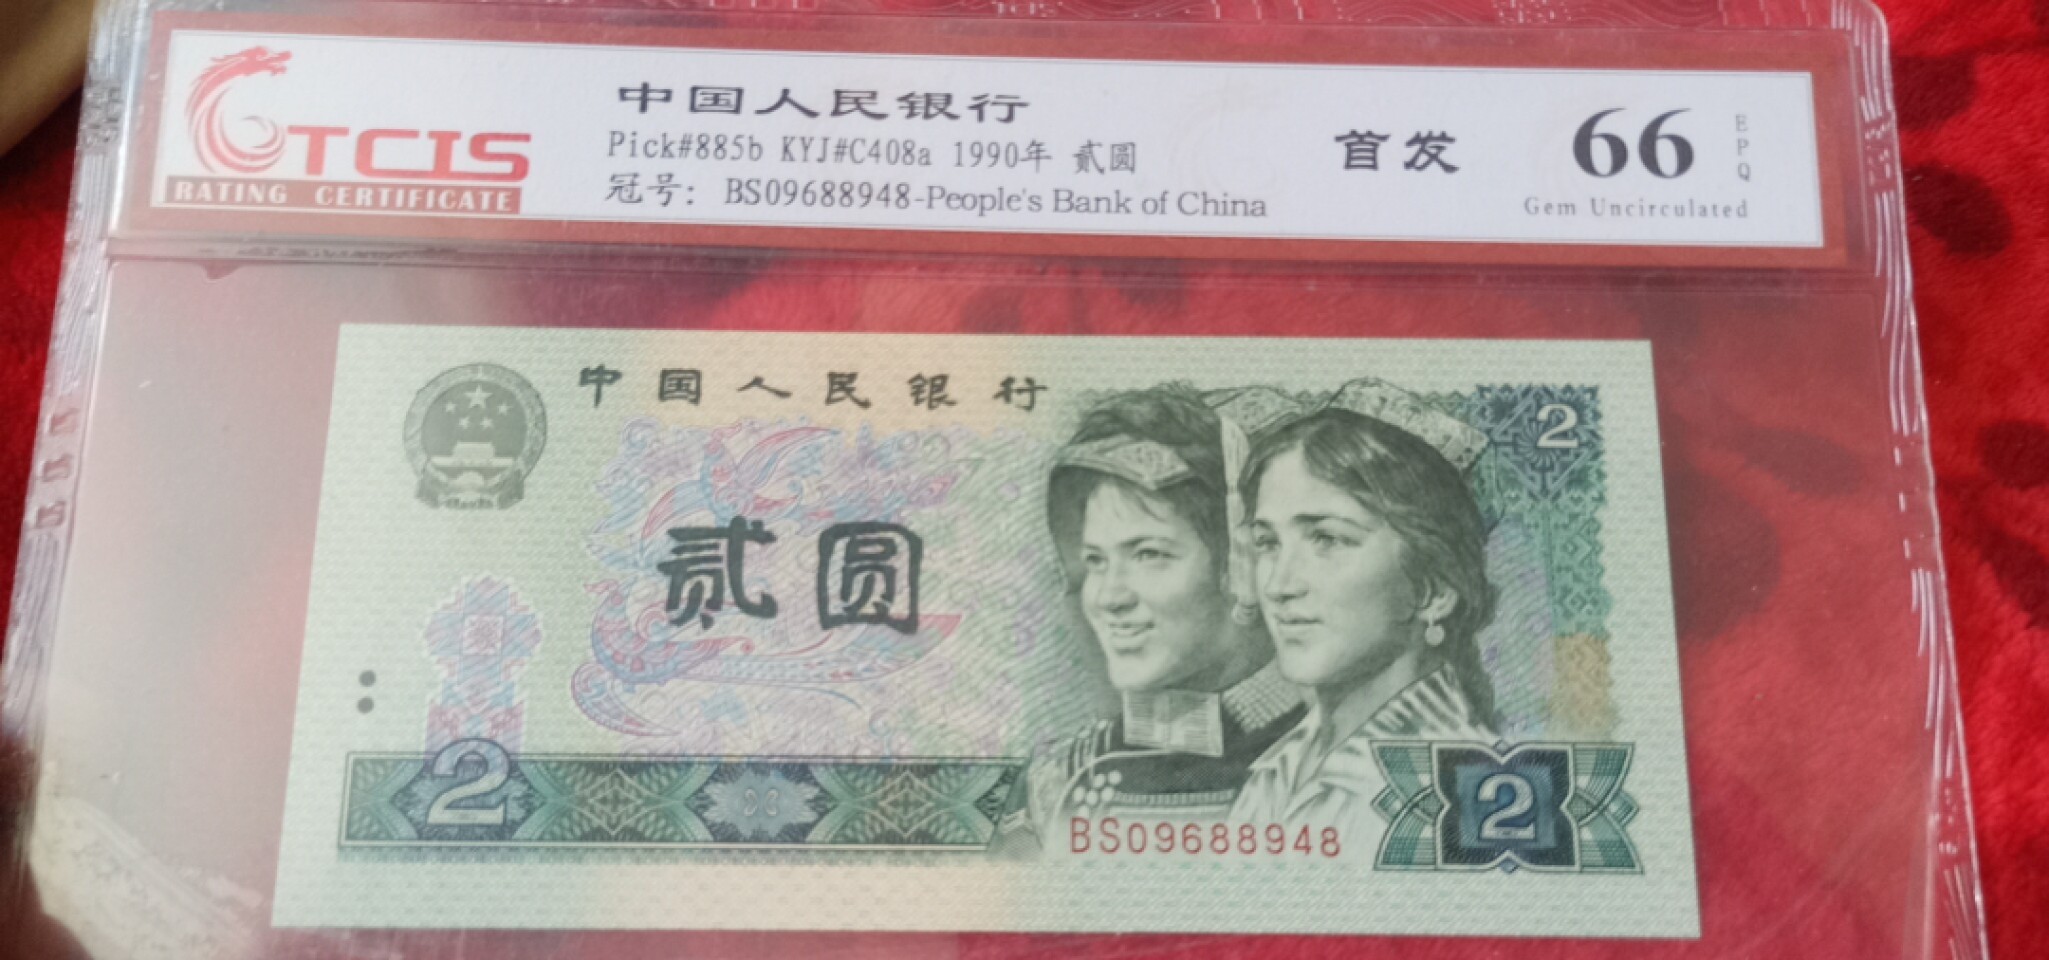 TCIS
RATING CERTIFICATE
中国人民银行
Pick#885b KYJ#C408a 1990年 贰圆
冠号: BS09688948-People's Bank of China
首发
66
EPQ
Gem Uncirculated
中国人民银行
2
贰圆
2
BS09688948
2